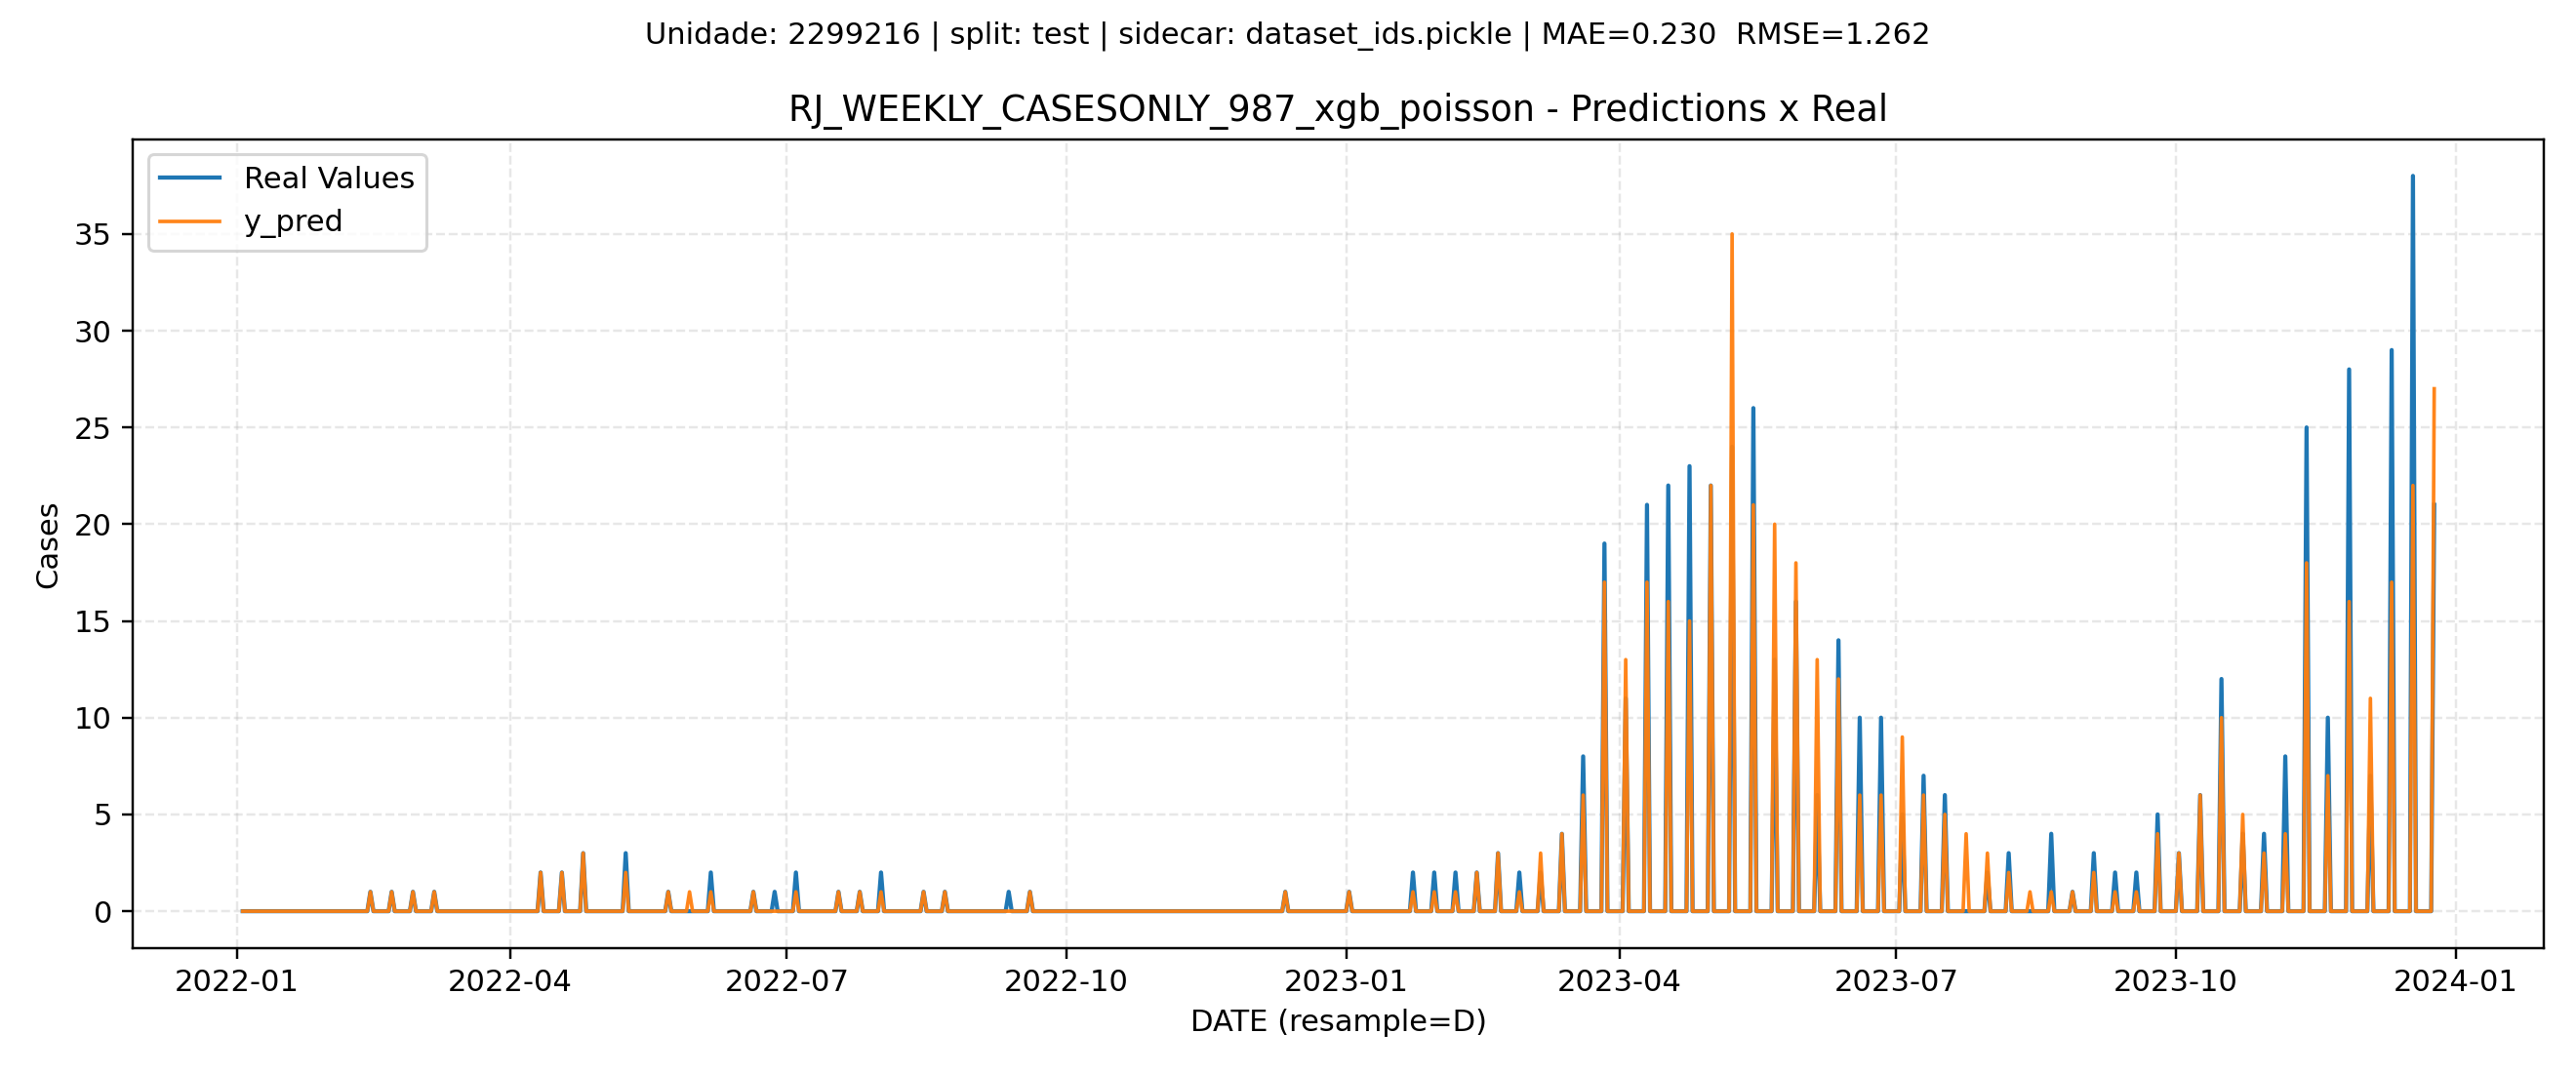 Unidade: 2299216 | split: test | sidecar: dataset_ids.pickle | MAE=0.230  RMSE=1.262
RJ_WEEKLY_CASESONLY_987_xgb_poisson - Predictions x Real
Real Values
y_pred
Cases
35
30
25
20
15
10
5
0
2022-01
2022-04
2022-07
2022-10
2023-01
2023-04
2023-07
2023-10
2024-01
DATE (resample=D)